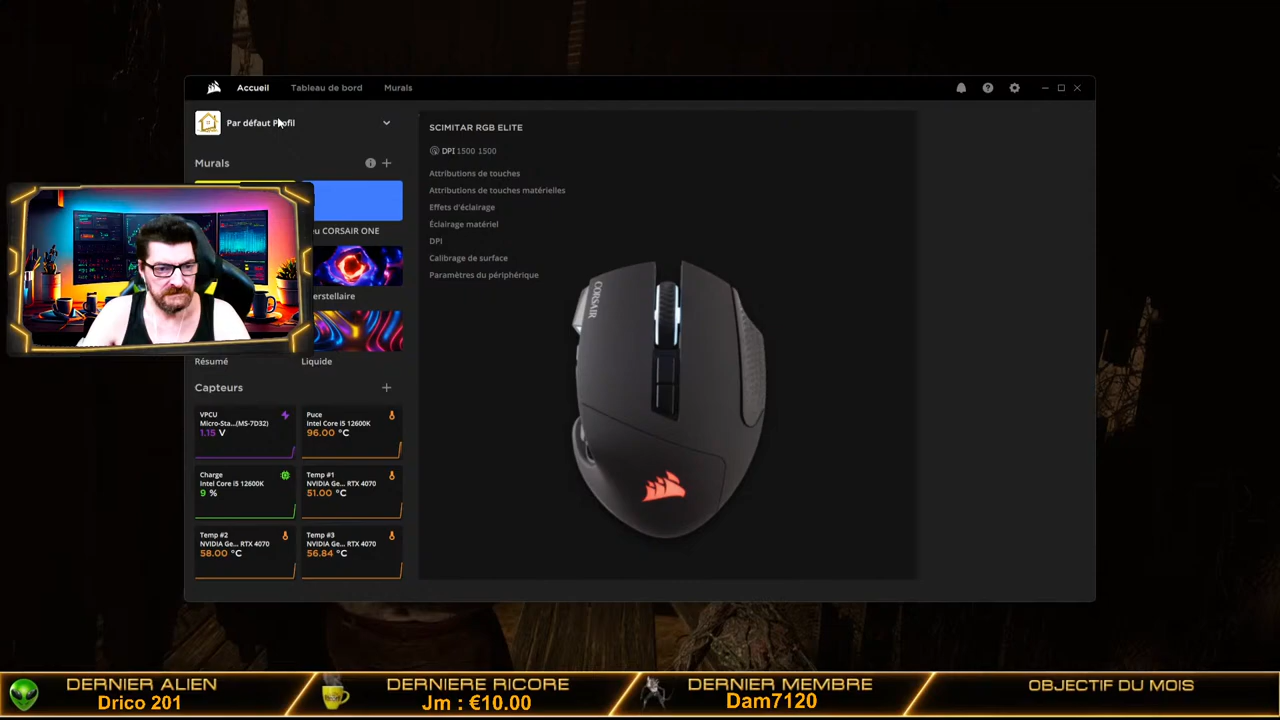 Accueil Tableau de bord Murals
Par défaut Profil
Murals
eu CORSAIR ONE
erstellaire
Résumé Liquide
Capteurs
VPCU
Micro-Sta...(MS-7D32)
1.15 V
Puce
Intel Core i5 12600K
96.00 °C
Charge
Intel Core i5 12600K
9 %
Temp #1
NVIDIA Ge... RTX 4070
51.00 °C
Temp #2
NVIDIA Ge... RTX 4070
58.00 °C
Temp #3
NVIDIA Ge... RTX 4070
56.84 °C
SCIMITAR RGB ELITE
DPI 1500 1500
Attributions de touches
Attributions de touches matérielles
Effets d'éclairage
Éclairage matériel
DPI
Calibrage de surface
Paramètres du périphérique
CORSAIR
DERNIER ALIEN
Drico 201
DERNIERE RICORE
Jm : €10.00
DERNIER MEMBRE
Dam7120
OBJECTIF DU MOIS